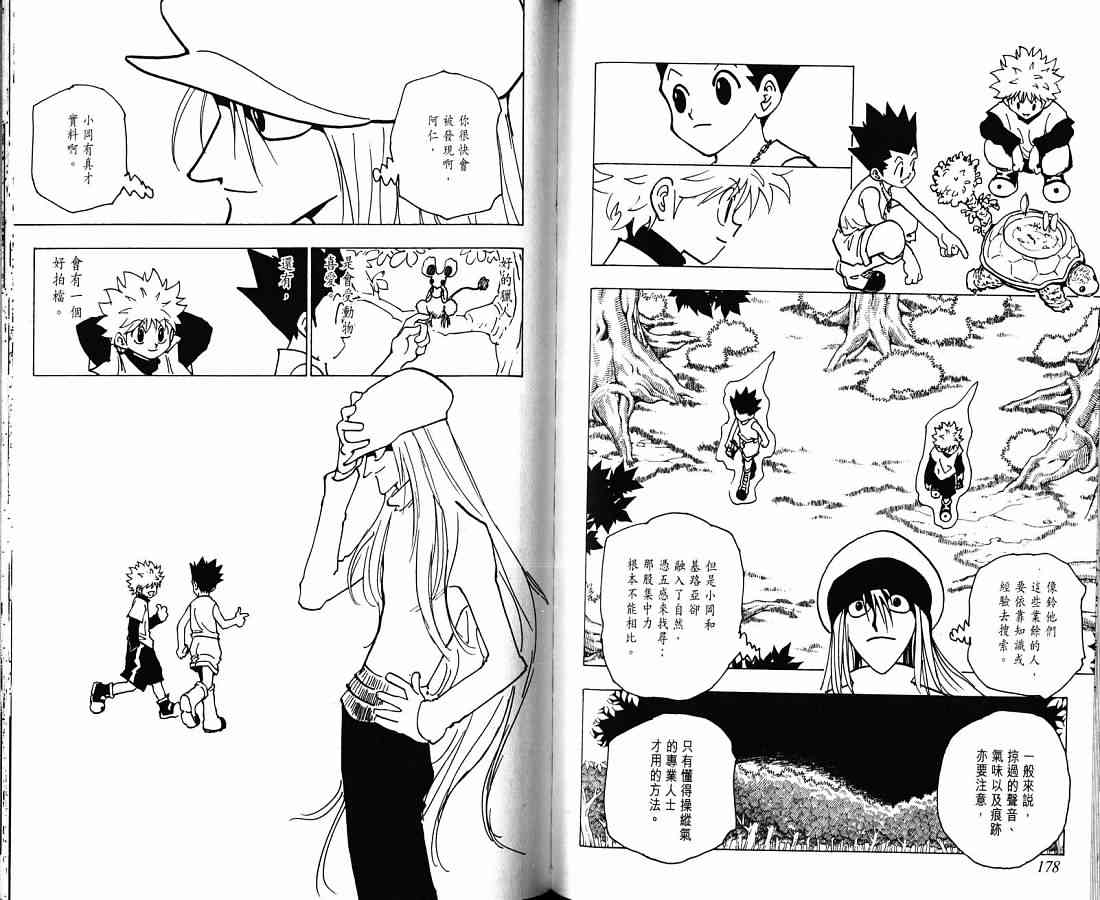 像鈴他們
這些業餘的人，
要依靠知識或
經驗去搜索。
但是小岡和
基路亞卻
融入了自然，
憑五感來找尋…
那股集中力
根本不能相比。
一般來說，
掠過的聲音、
氣味以及痕跡
亦要注意，
只有懂得操縱氣
的專業人士
才用的方法。
178
你很快會
被發現啊，
阿仁。
小岡有真才
實料啊。
好的獵人
是會受動物
喜愛。
還有，
會有一個
好拍檔。